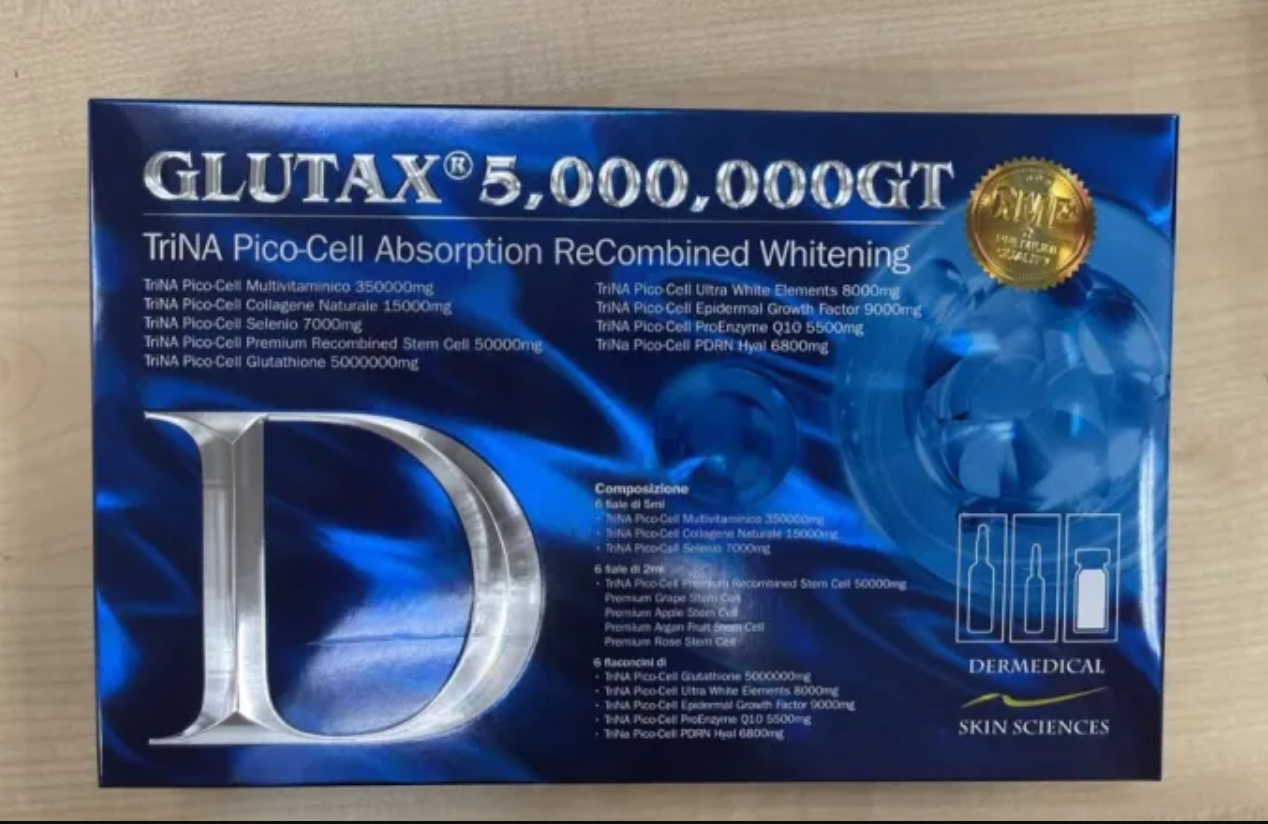 GLUTAX® 5,000,000GT
TriNA Pico-Cell Absorption ReCombined Whitening
TriNA Pico-Cell Multivitaminico 350000mg
TriNA Pico-Cell Collagene Naturale 15000mg
TriNA Pico-Cell Selenio 7000mg
TriNA Pico-Cell Premium Recombined Stem Cell 50000mg
TriNA Pico-Cell Glutathione 5000000mg
TriNA Pico-Cell Ultra White Elements 8000mg
TriNA Pico-Cell Epidermal Growth Factor 9000mg
TriNA Pico-Cell ProEnzyme Q10 5500mg
TriNa Pico-Cell PDRN Hyal 6800mg
GMP
PREMIUM
QUALITY
Composizione
6 fiale di 5ml
• TriNA Pico-Cell Multivitaminico 350000mg
• TriNA Pico-Cell Collagene Naturale 15000mg
• TriNA Pico-Cell Selenio 7000mg
6 fiale di 2ml
• TriNA Pico-Cell Premium Recombined Stem Cell 50000mg
Premium Grape Stem Cell
Premium Apple Stem Cell
Premium Argan Fruit Stem Cell
Premium Rose Stem Cell
6 flaconcini di
• TriNA Pico-Cell Glutathione 5000000mg
• TriNA Pico-Cell Ultra White Elements 8000mg
• TriNA Pico-Cell Epidermal Growth Factor 9000mg
• TriNA Pico-Cell ProEnzyme Q10 5500mg
• TriNa Pico-Cell PDRN Hyal 6800mg
D
DERMEDICAL
SKIN SCIENCES